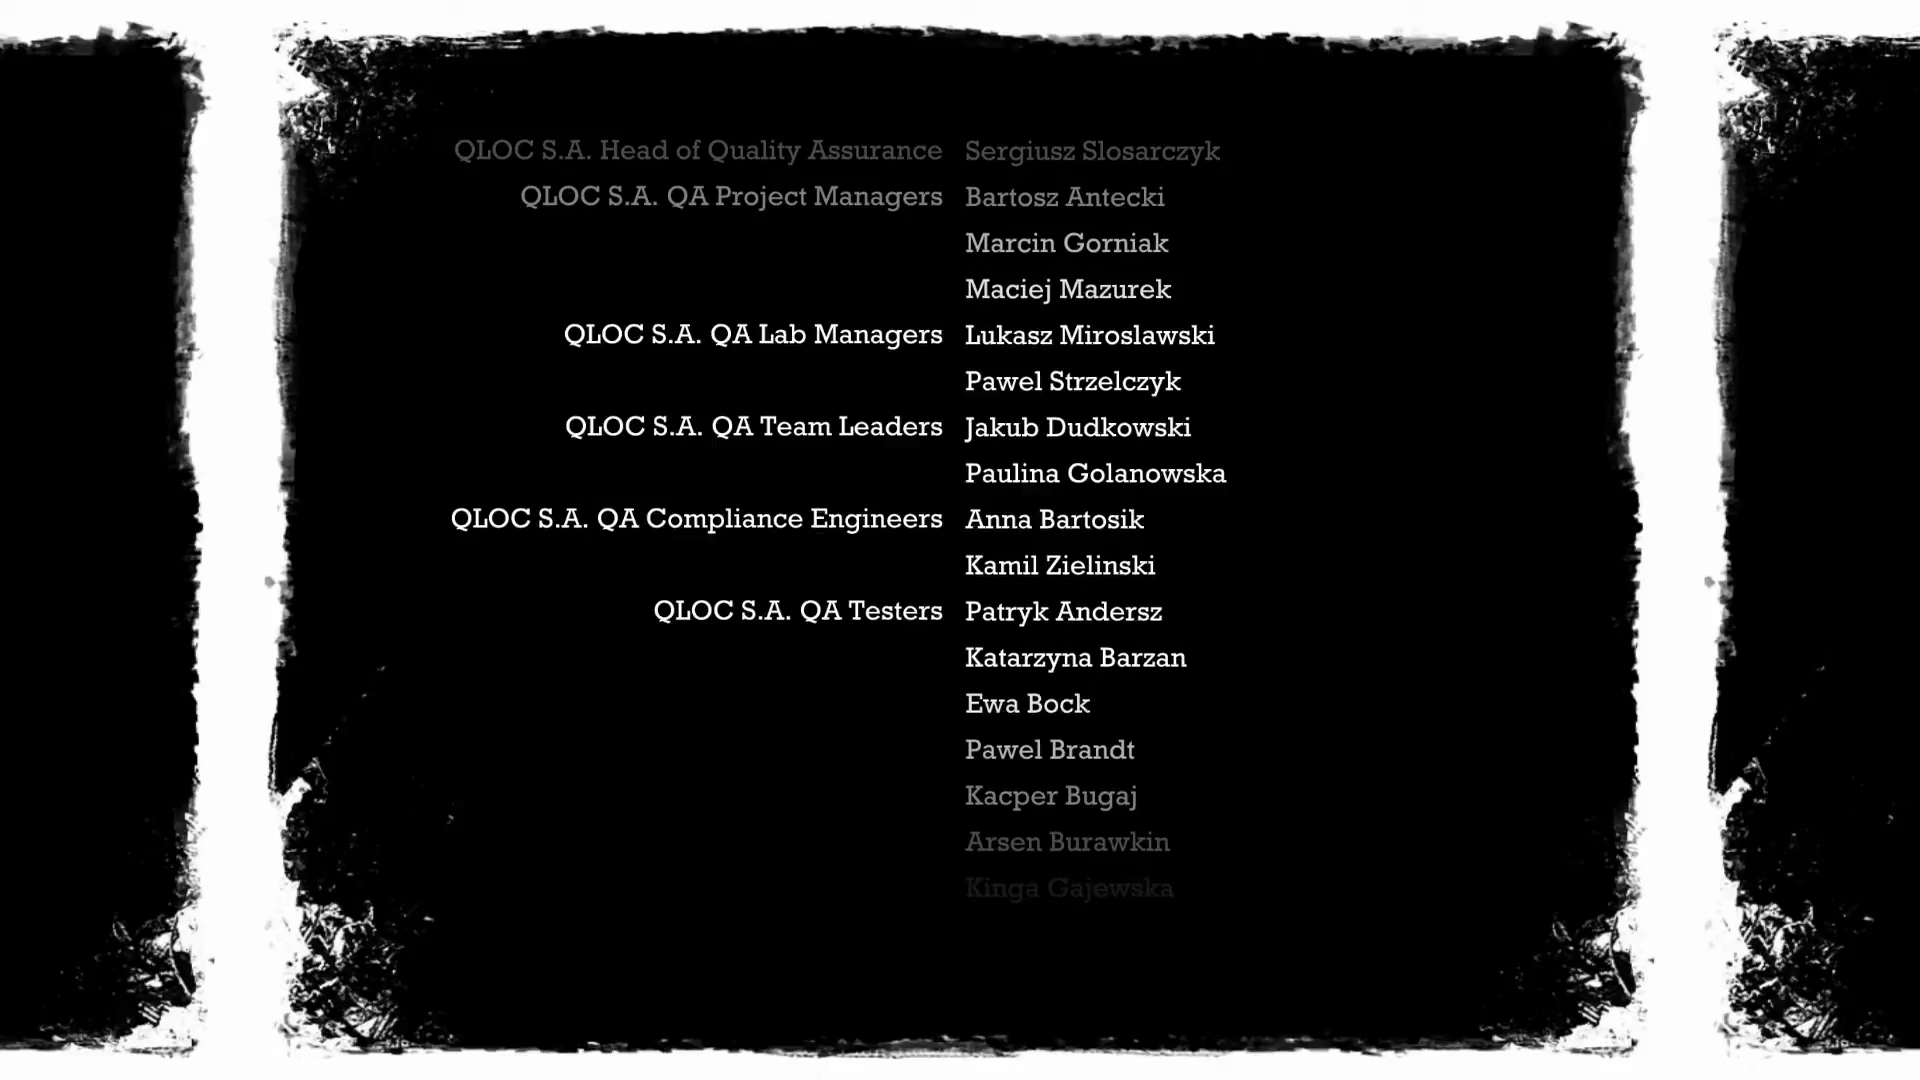 QLOC S.A. Head of Quality Assurance Sergiusz Slosarczyk
QLOC S.A. QA Project Managers Bartosz Antecki
Marcin Gorniak
Maciej Mazurek
QLOC S.A. QA Lab Managers Lukasz Miroslawski
Pawel Strzelczyk
QLOC S.A. QA Team Leaders Jakub Dudkowski
Paulina Golanowska
QLOC S.A. QA Compliance Engineers Anna Bartosik
Kamil Zielinski
QLOC S.A. QA Testers Patryk Andersz
Katarzyna Barzan
Ewa Bock
Pawel Brandt
Kacper Bugaj
Arsen Burawkin
Kinga Gajewska